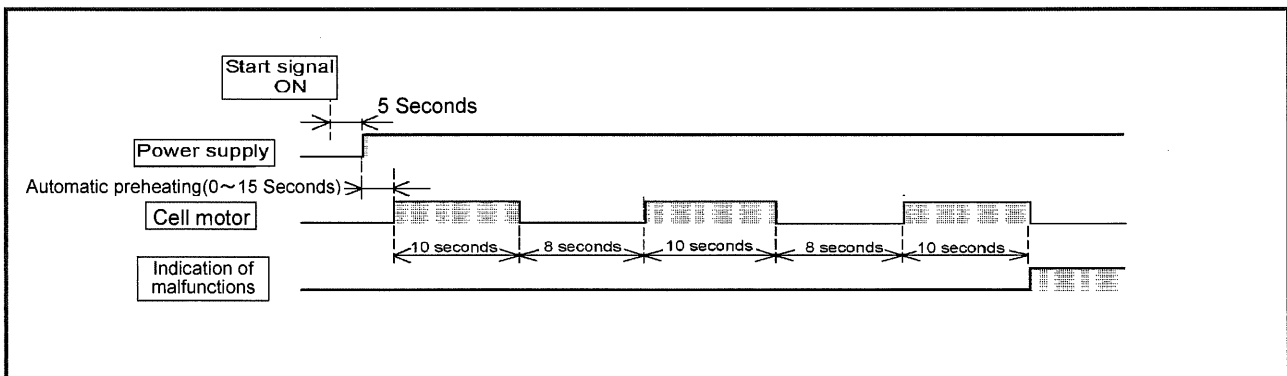 Start signal
ON
5 Seconds
Power supply
Automatic preheating(0~15 Seconds)
Cell motor
10 seconds 8 seconds 10 seconds 8 seconds 10 seconds
Indication of
malfunctions